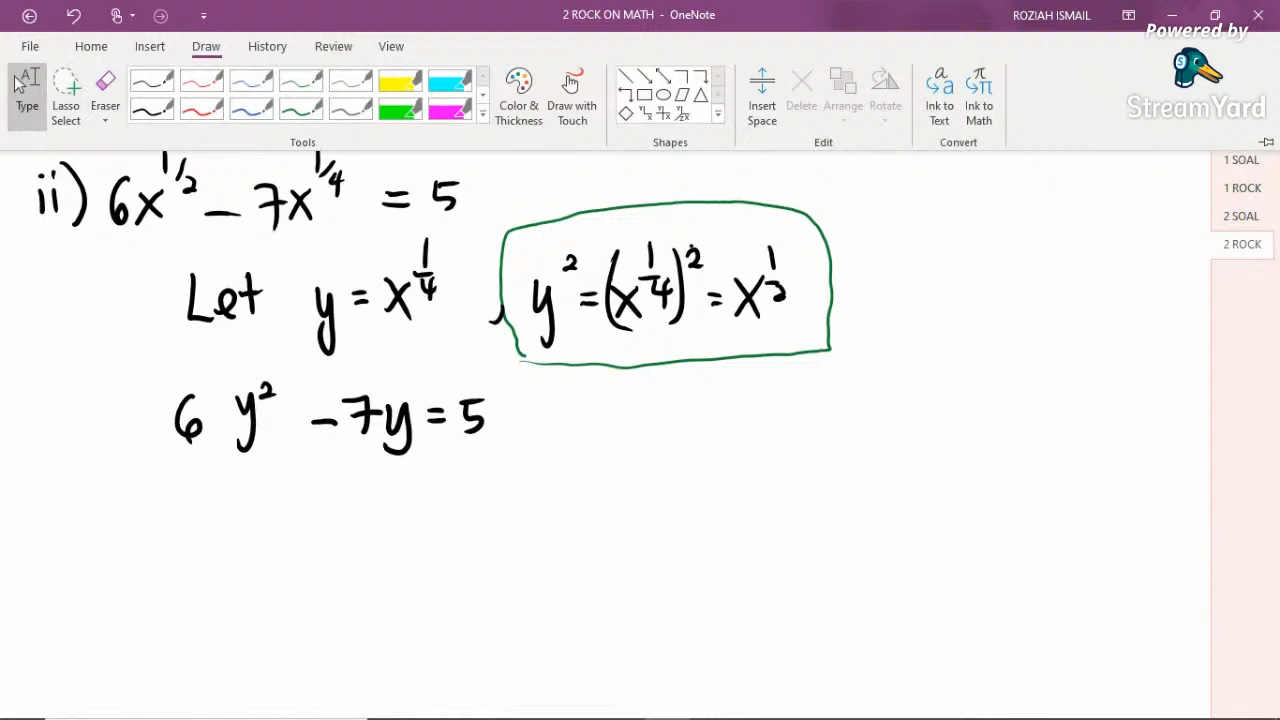 2 ROCK ON MATH - OneNote
ROZIAH ISMAIL
Powered by
StreamYard
File Home Insert Draw History Review View
Type
Lasso Select
Eraser
Color & Thickness
Draw with Touch
Insert Space
Delete
Arrange
Rotate
Ink to Text
Ink to Math
Tools
Shapes
Edit
Convert
1 SOAL
1 ROCK
2 SOAL
2 ROCK
ii) 6x^{1/2} - 7x^{1/4} = 5
Let y = x^{1/4} , y^2 = (x^{1/4})^2 = x^{1/2}
6 y^2 - 7y = 5